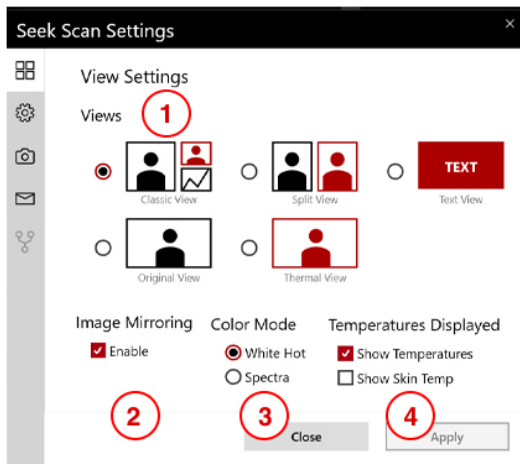 Seek Scan Settings
View Settings
Views 1
TEXT
Classic View Split View Text View
Original View Thermal View
Image Mirroring Color Mode Temperatures Displayed
Enable White Hot Show Temperatures
Spectra Show Skin Temp
2 3 4
Close Apply